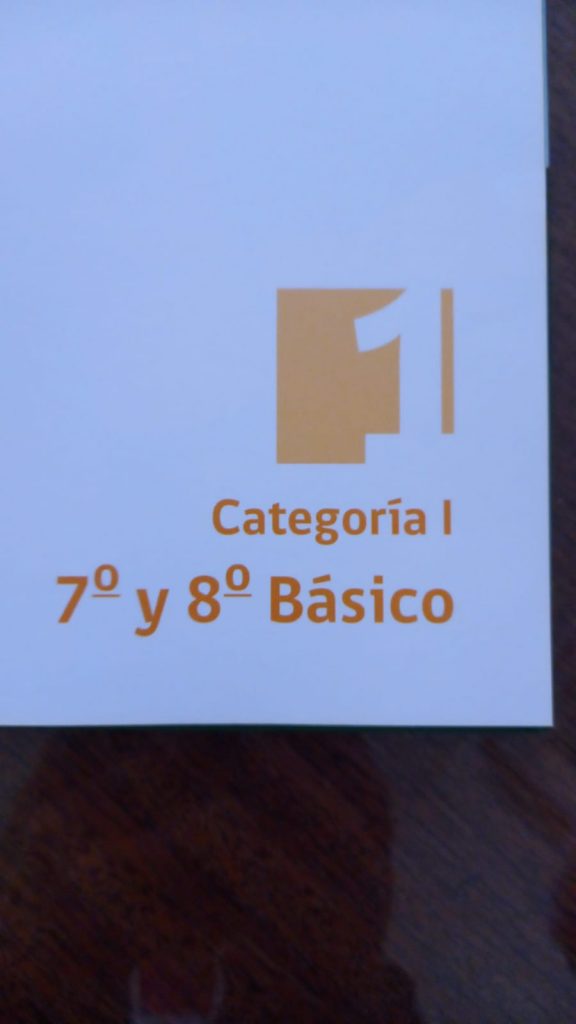 1
Categoría I
7º y 8º Básico